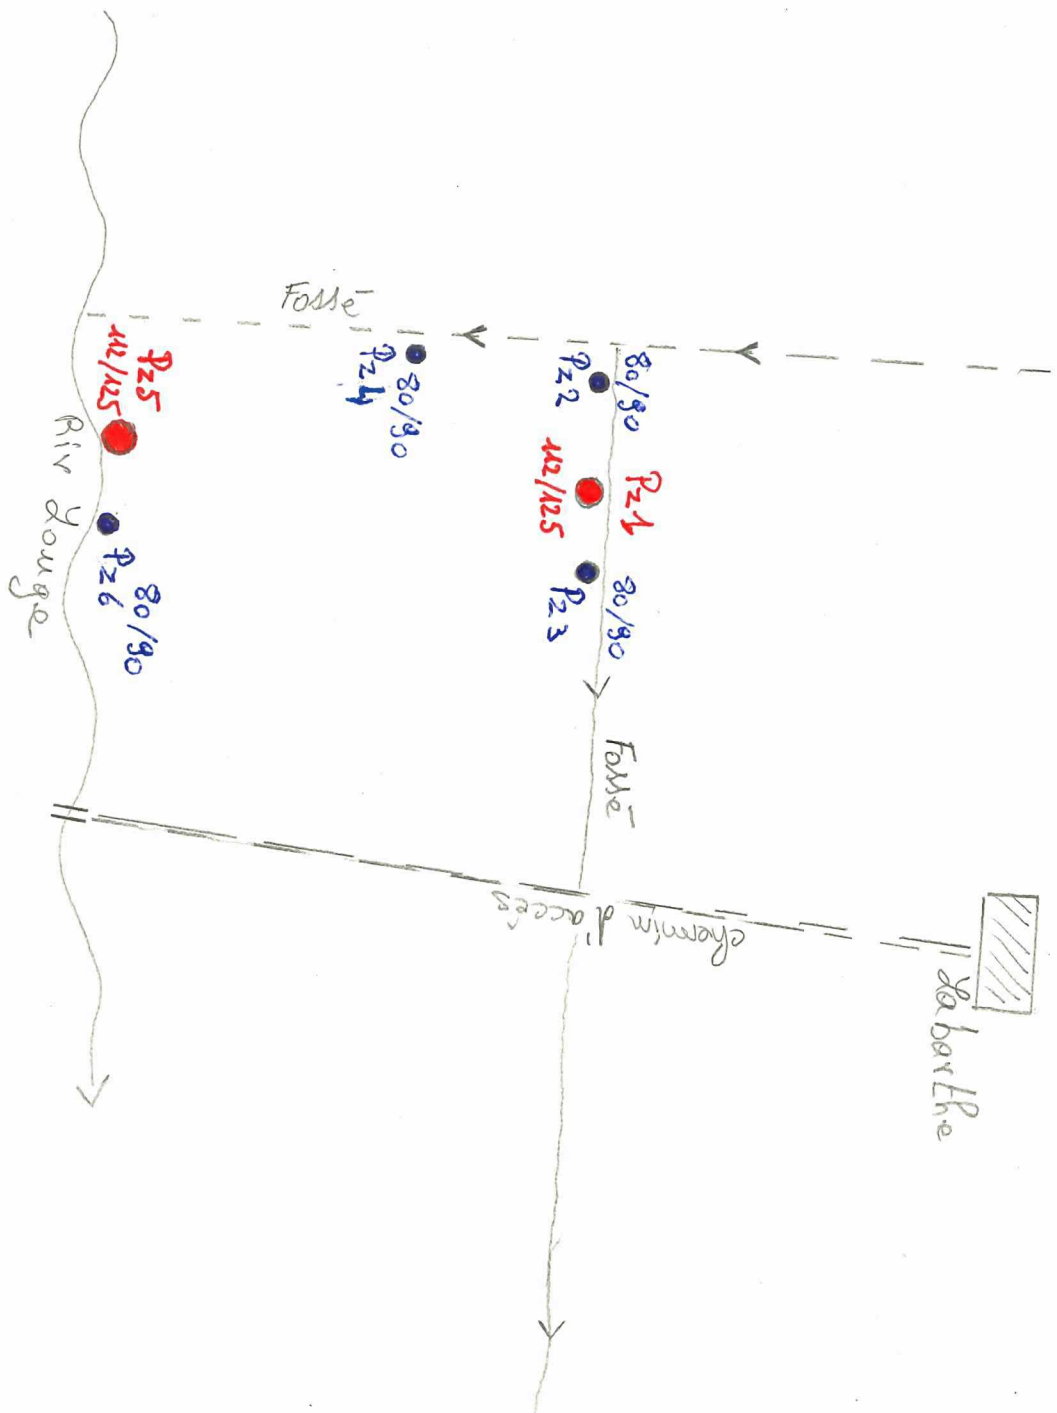 Fossé
Pz5
112/125
Riv Louge
80/90
Pz6
Pz4
80/90
80/90
Pz2
Pz1
112/125
80/90
Pz3
Fossé
chemin d'accès
Labarthe